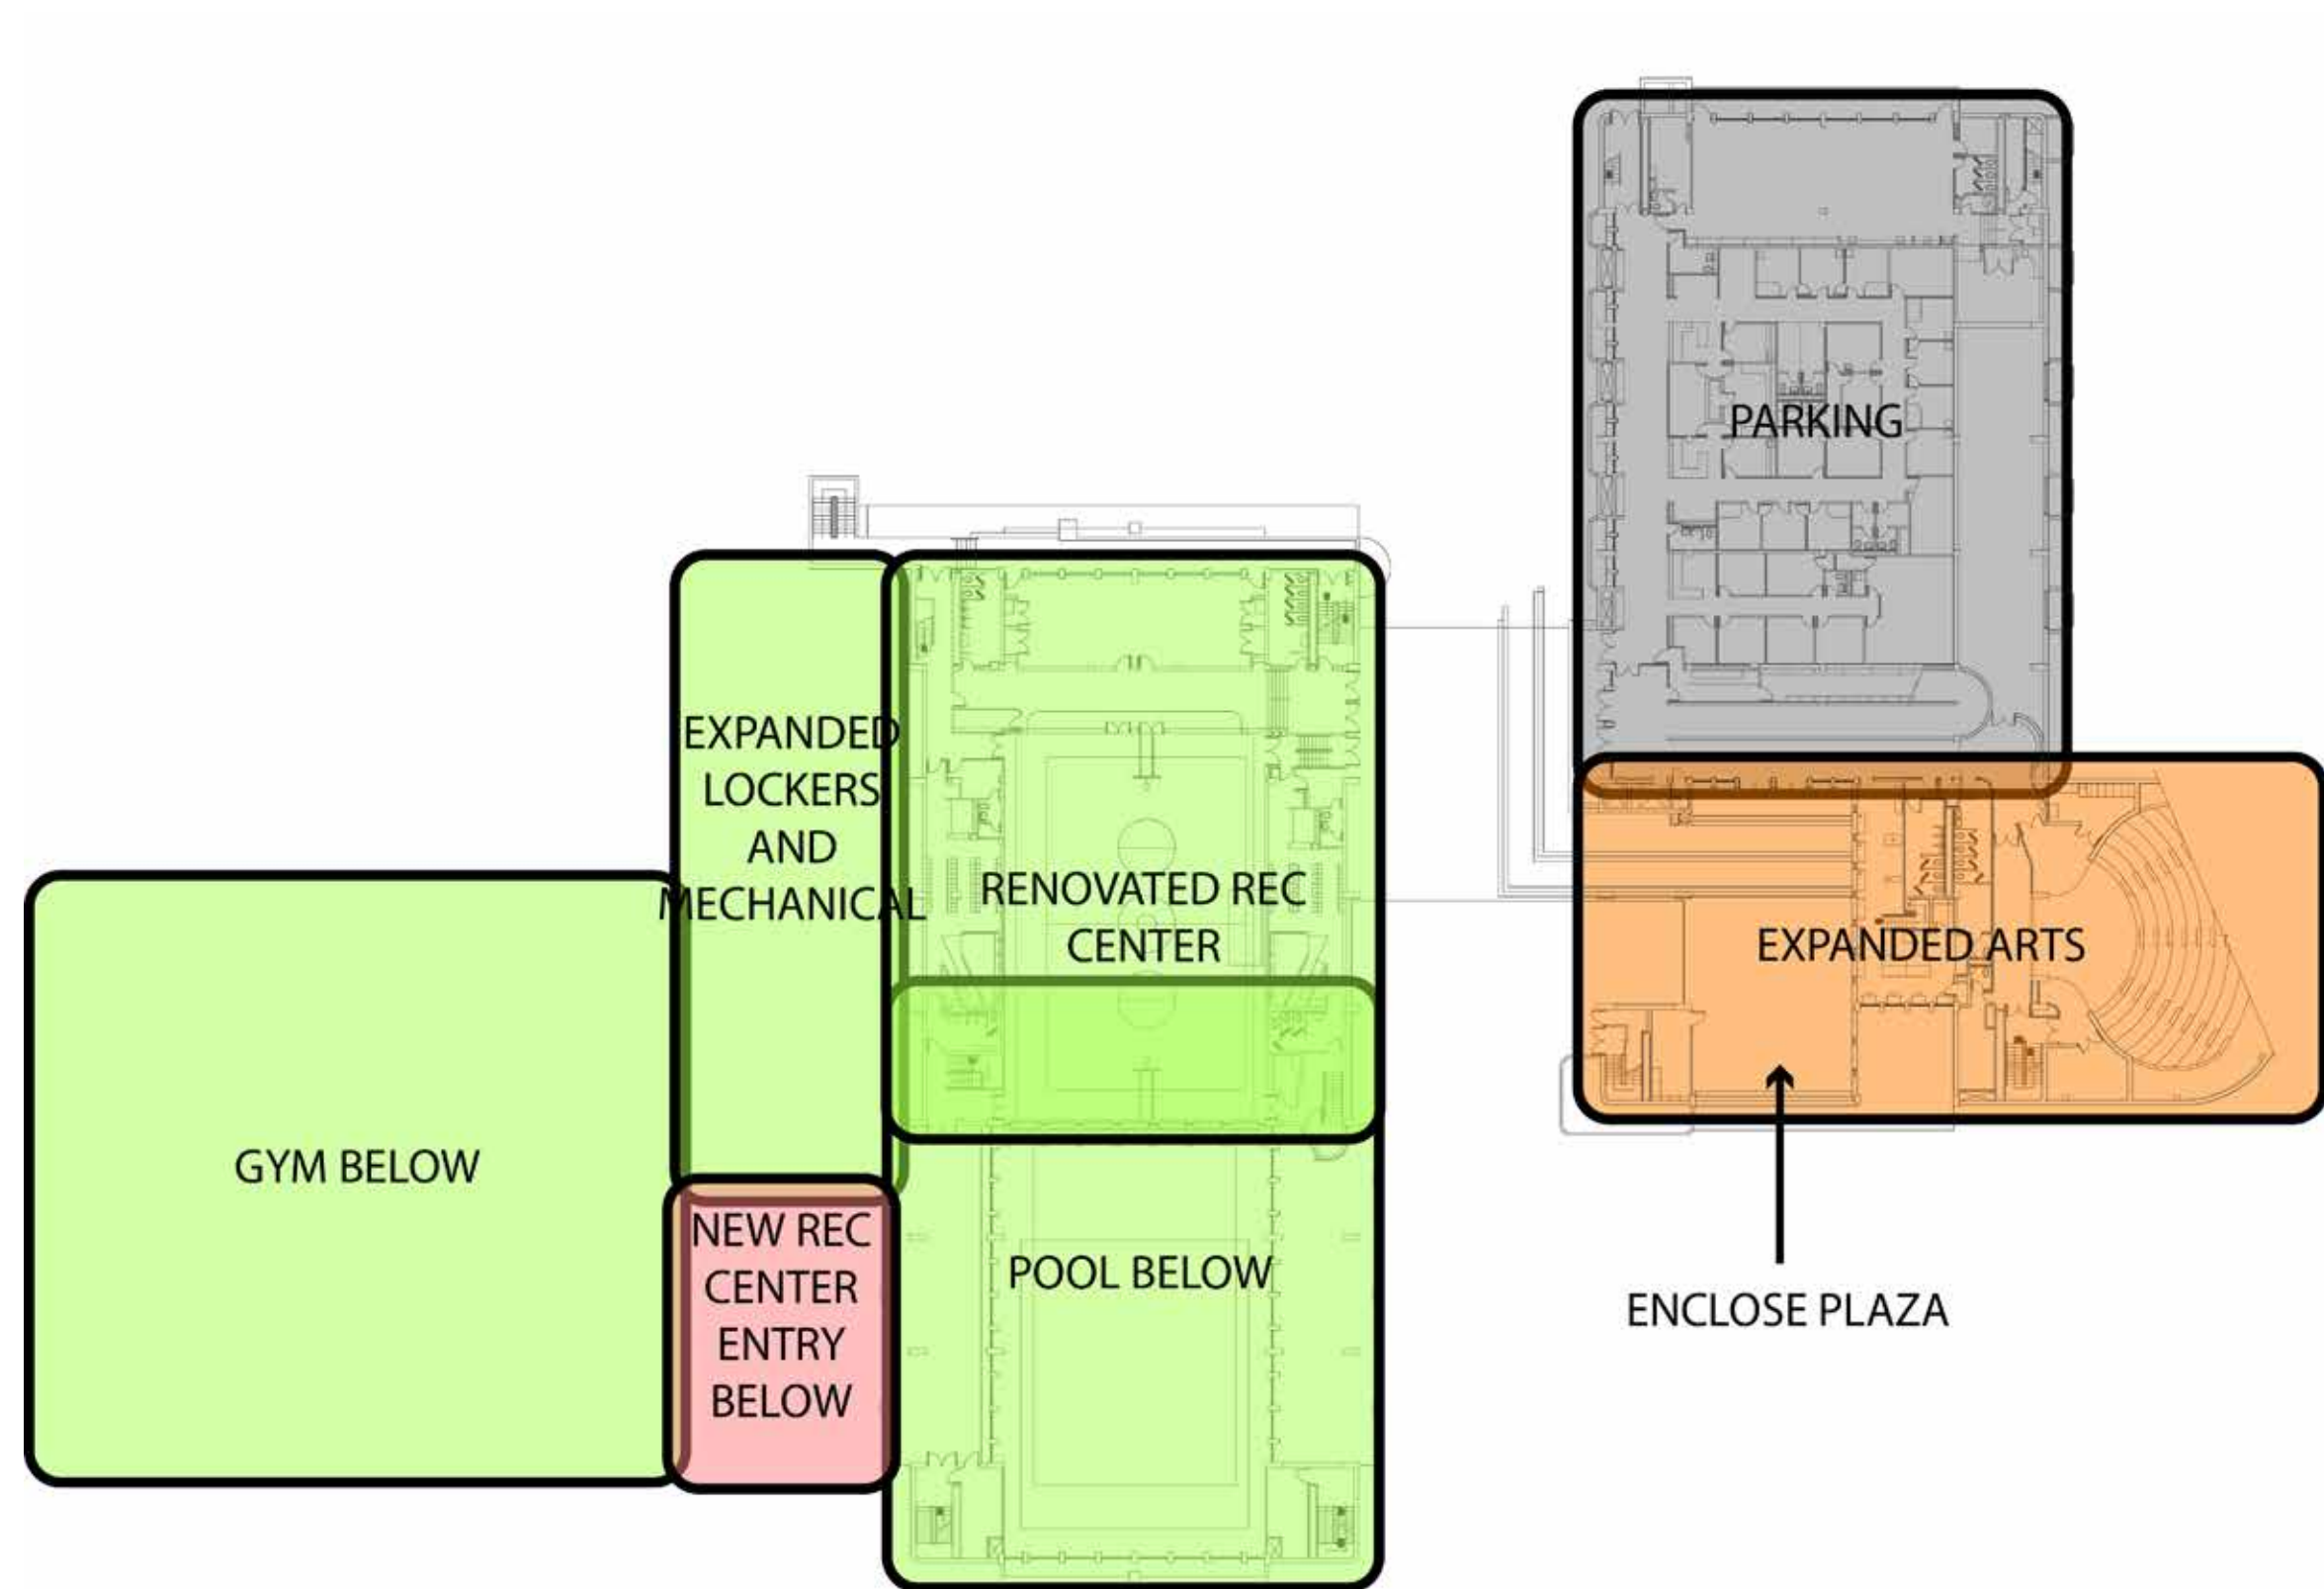 PARKING
EXPANDED
LOCKERS
AND
MECHANICAL
RENOVATED REC
CENTER
EXPANDED ARTS
GYM BELOW
NEW REC
CENTER
ENTRY
BELOW
POOL BELOW
ENCLOSE PLAZA